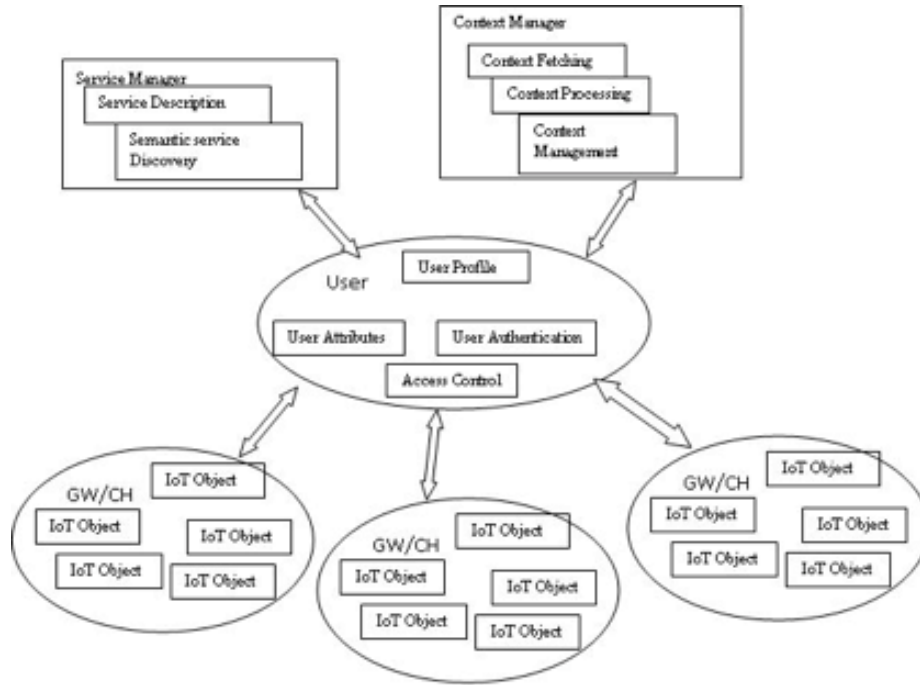 Context Manager
Context Fetching
Context Processing
Context
Management
Service Manager
Service Description
Semantic service
Discovery
User Profile
User
User Attributes
User Authentication
Access Control
IoT Object
GW/CH
IoT Object
IoT Object
IoT Object
IoT Object
IoT Object
GW/CH
IoT Object
IoT Object
IoT Object
IoT Object
IoT Object
GW/CH
IoT Object
IoT Object
IoT Object
IoT Object